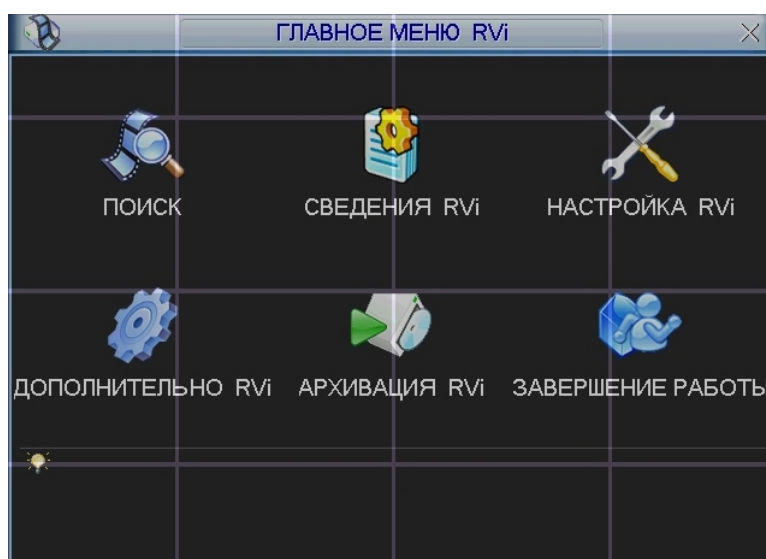 ГЛАВНОЕ МЕНЮ RVi
ПОИСК
СВЕДЕНИЯ RVi
НАСТРОЙКА RVi
ДОПОЛНИТЕЛЬНО RVi
АРХИВАЦИЯ RVi
ЗАВЕРШЕНИЕ РАБОТЫ